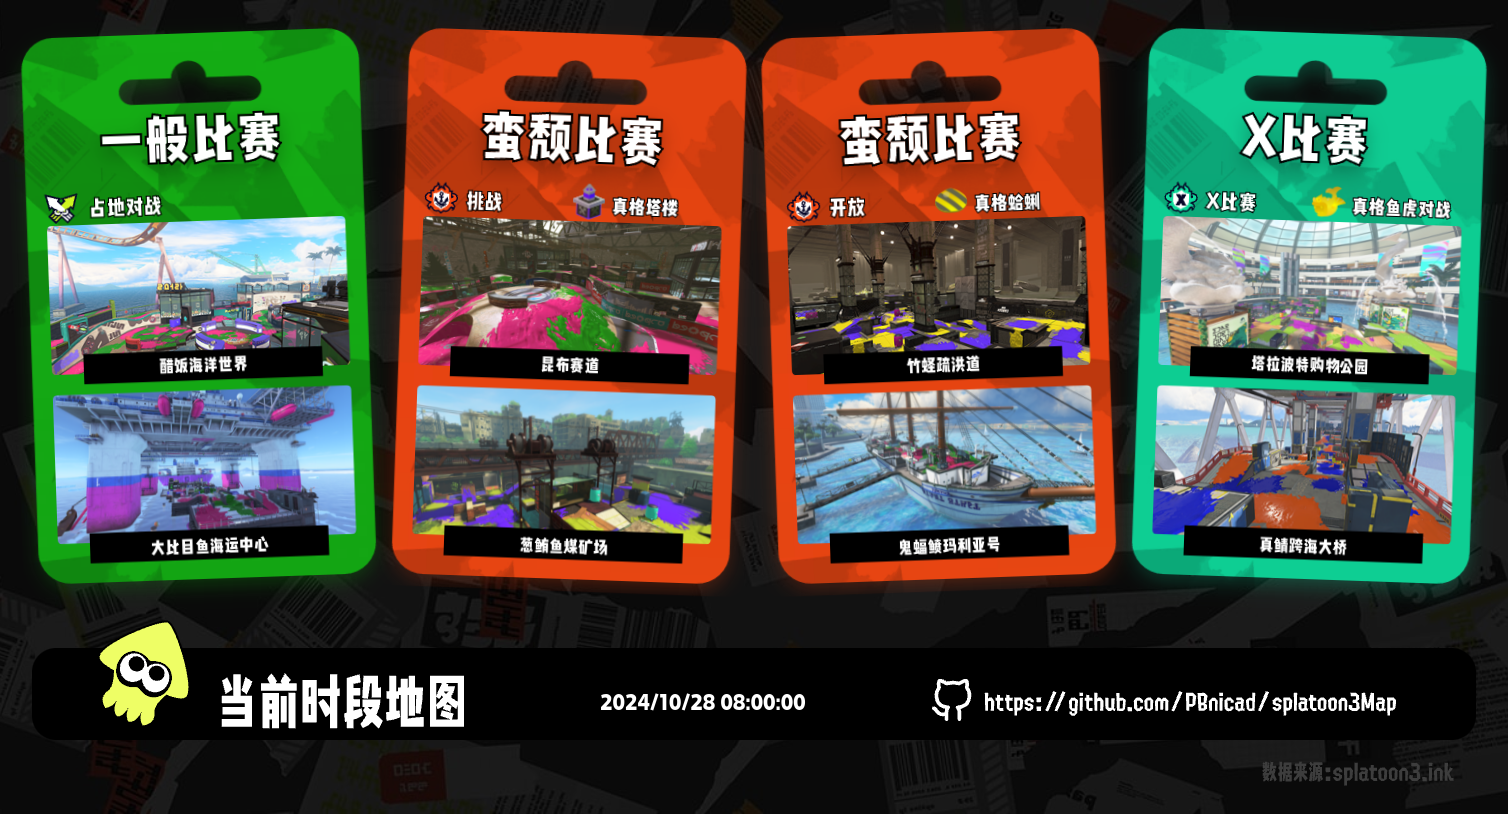 一般比赛
占地对战
醋饭海洋世界
大比目鱼海运中心
蛮颓比赛
挑战
真格塔楼
昆布赛道
葱鲔鱼煤矿场
蛮颓比赛
开放
真格蛤蜊
竹蛏疏洪道
鬼蝠鲼玛利亚号
X比赛
X比赛
真格鱼虎对战
塔拉波特购物公园
真鲭跨海大桥
当前时段地图
2024/10/28 08:00:00
https://github.com/PBnicad/splatoon3Map
数据来源:splatoon3.ink